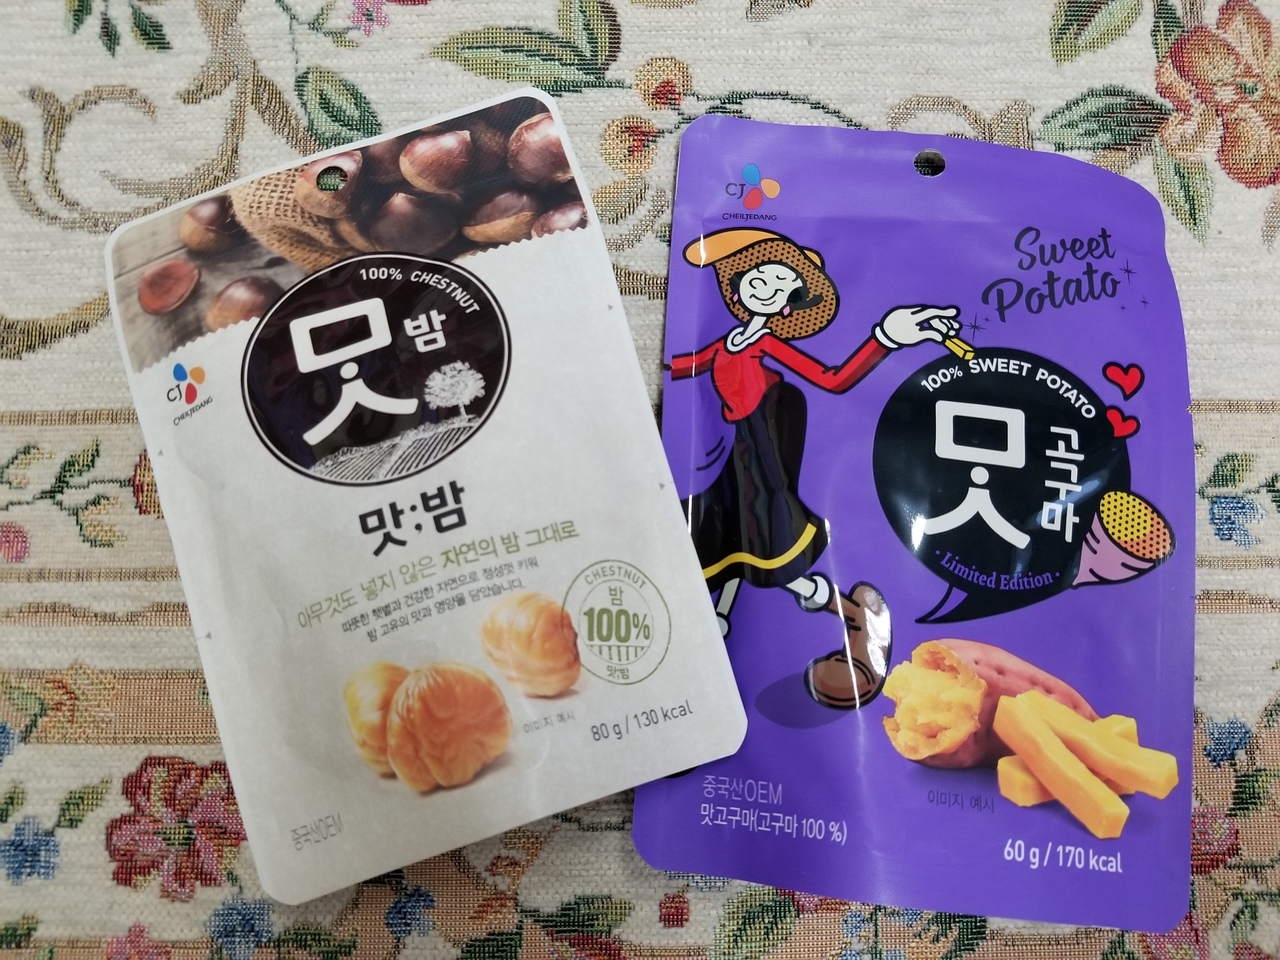 100% CHESTNUT
맛
밤
CJ
CHEILJEDANG
맛;밤
아무것도 넣지 않은 자연의 밤 그대로
따뜻한 햇볕과 건강한 자연으로 정성껏 키워
밤 고유의 맛과 영양을 담았습니다.
CHESTNUT
밤
100%
맛;밤
이미지 예시
80 g / 130 kcal
중국산OEM
CJ
CHEILJEDANG
Sweet
Potato
100% SWEET POTATO
맛
고구마
· Limited Edition ·
이미지 예시
중국산OEM
맛고구마(고구마 100 %)
60 g / 170 kcal